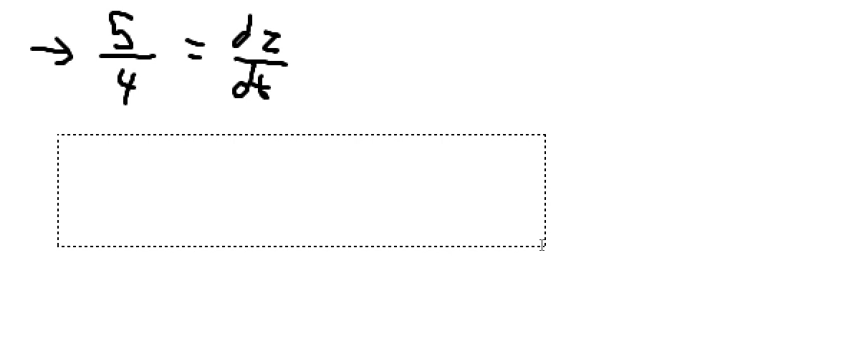 → 5/4 = dz/dt